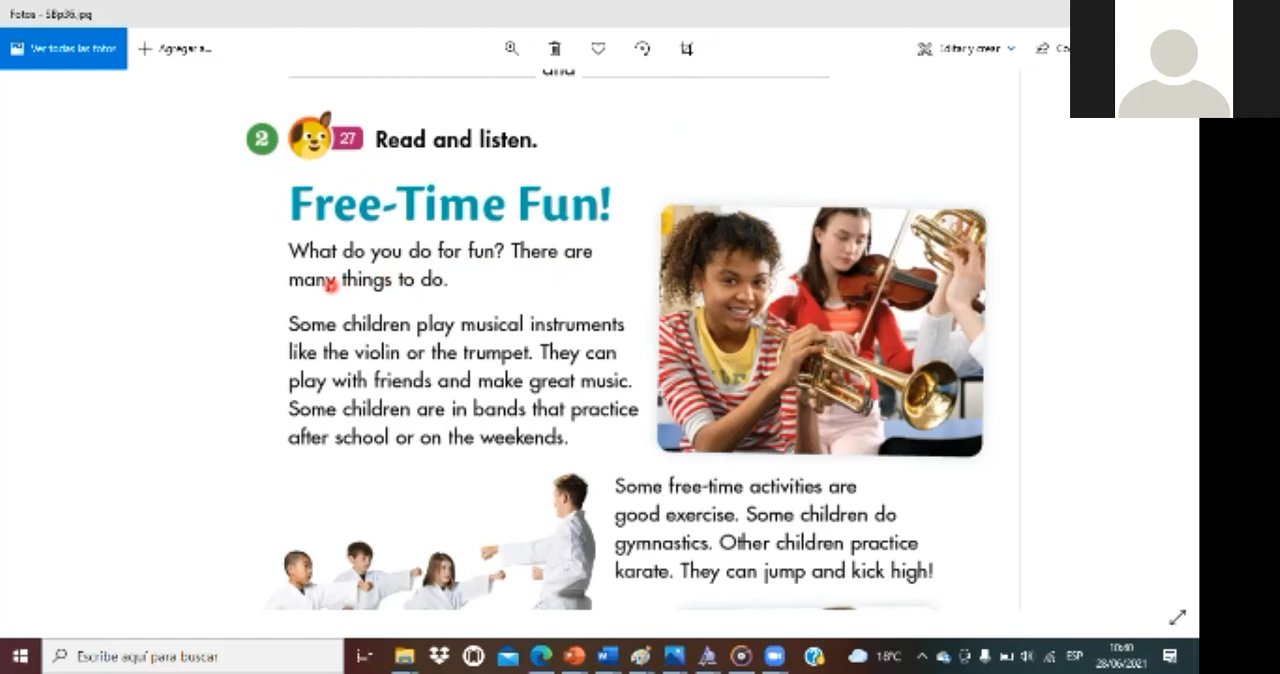 Fotos - SBp36.jpg
Ver todas las fotos
Agregar a...
Editar y crear
2 27 Read and listen.
Free-Time Fun!
What do you do for fun? There are
many things to do.
Some children play musical instruments
like the violin or the trumpet. They can
play with friends and make great music.
Some children are in bands that practice
after school or on the weekends.
Some free-time activities are
good exercise. Some children do
gymnastics. Other children practice
karate. They can jump and kick high!
Escribe aquí para buscar
18°C
ESP
10:40
28/06/2021